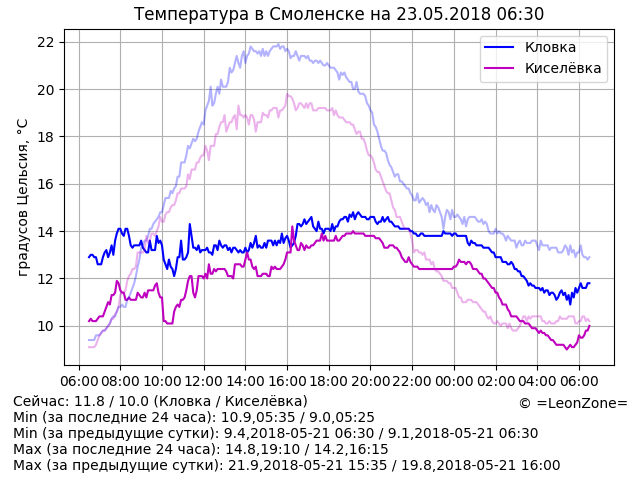 Температура в Смоленске на 23.05.2018 06:30
Кловка
Киселёвка
градусов Цельсия, °C
22
20
18
16
14
12
10
06:00 08:00 10:00 12:00 14:00 16:00 18:00 20:00 22:00 00:00 02:00 04:00 06:00
Сейчас: 11.8 / 10.0 (Кловка / Киселёвка)
© =LeonZone=
Min (за последние 24 часа): 10.9,05:35 / 9.0,05:25
Min (за предыдущие сутки): 9.4,2018-05-21 06:30 / 9.1,2018-05-21 06:30
Max (за последние 24 часа): 14.8,19:10 / 14.2,16:15
Max (за предыдущие сутки): 21.9,2018-05-21 15:35 / 19.8,2018-05-21 16:00